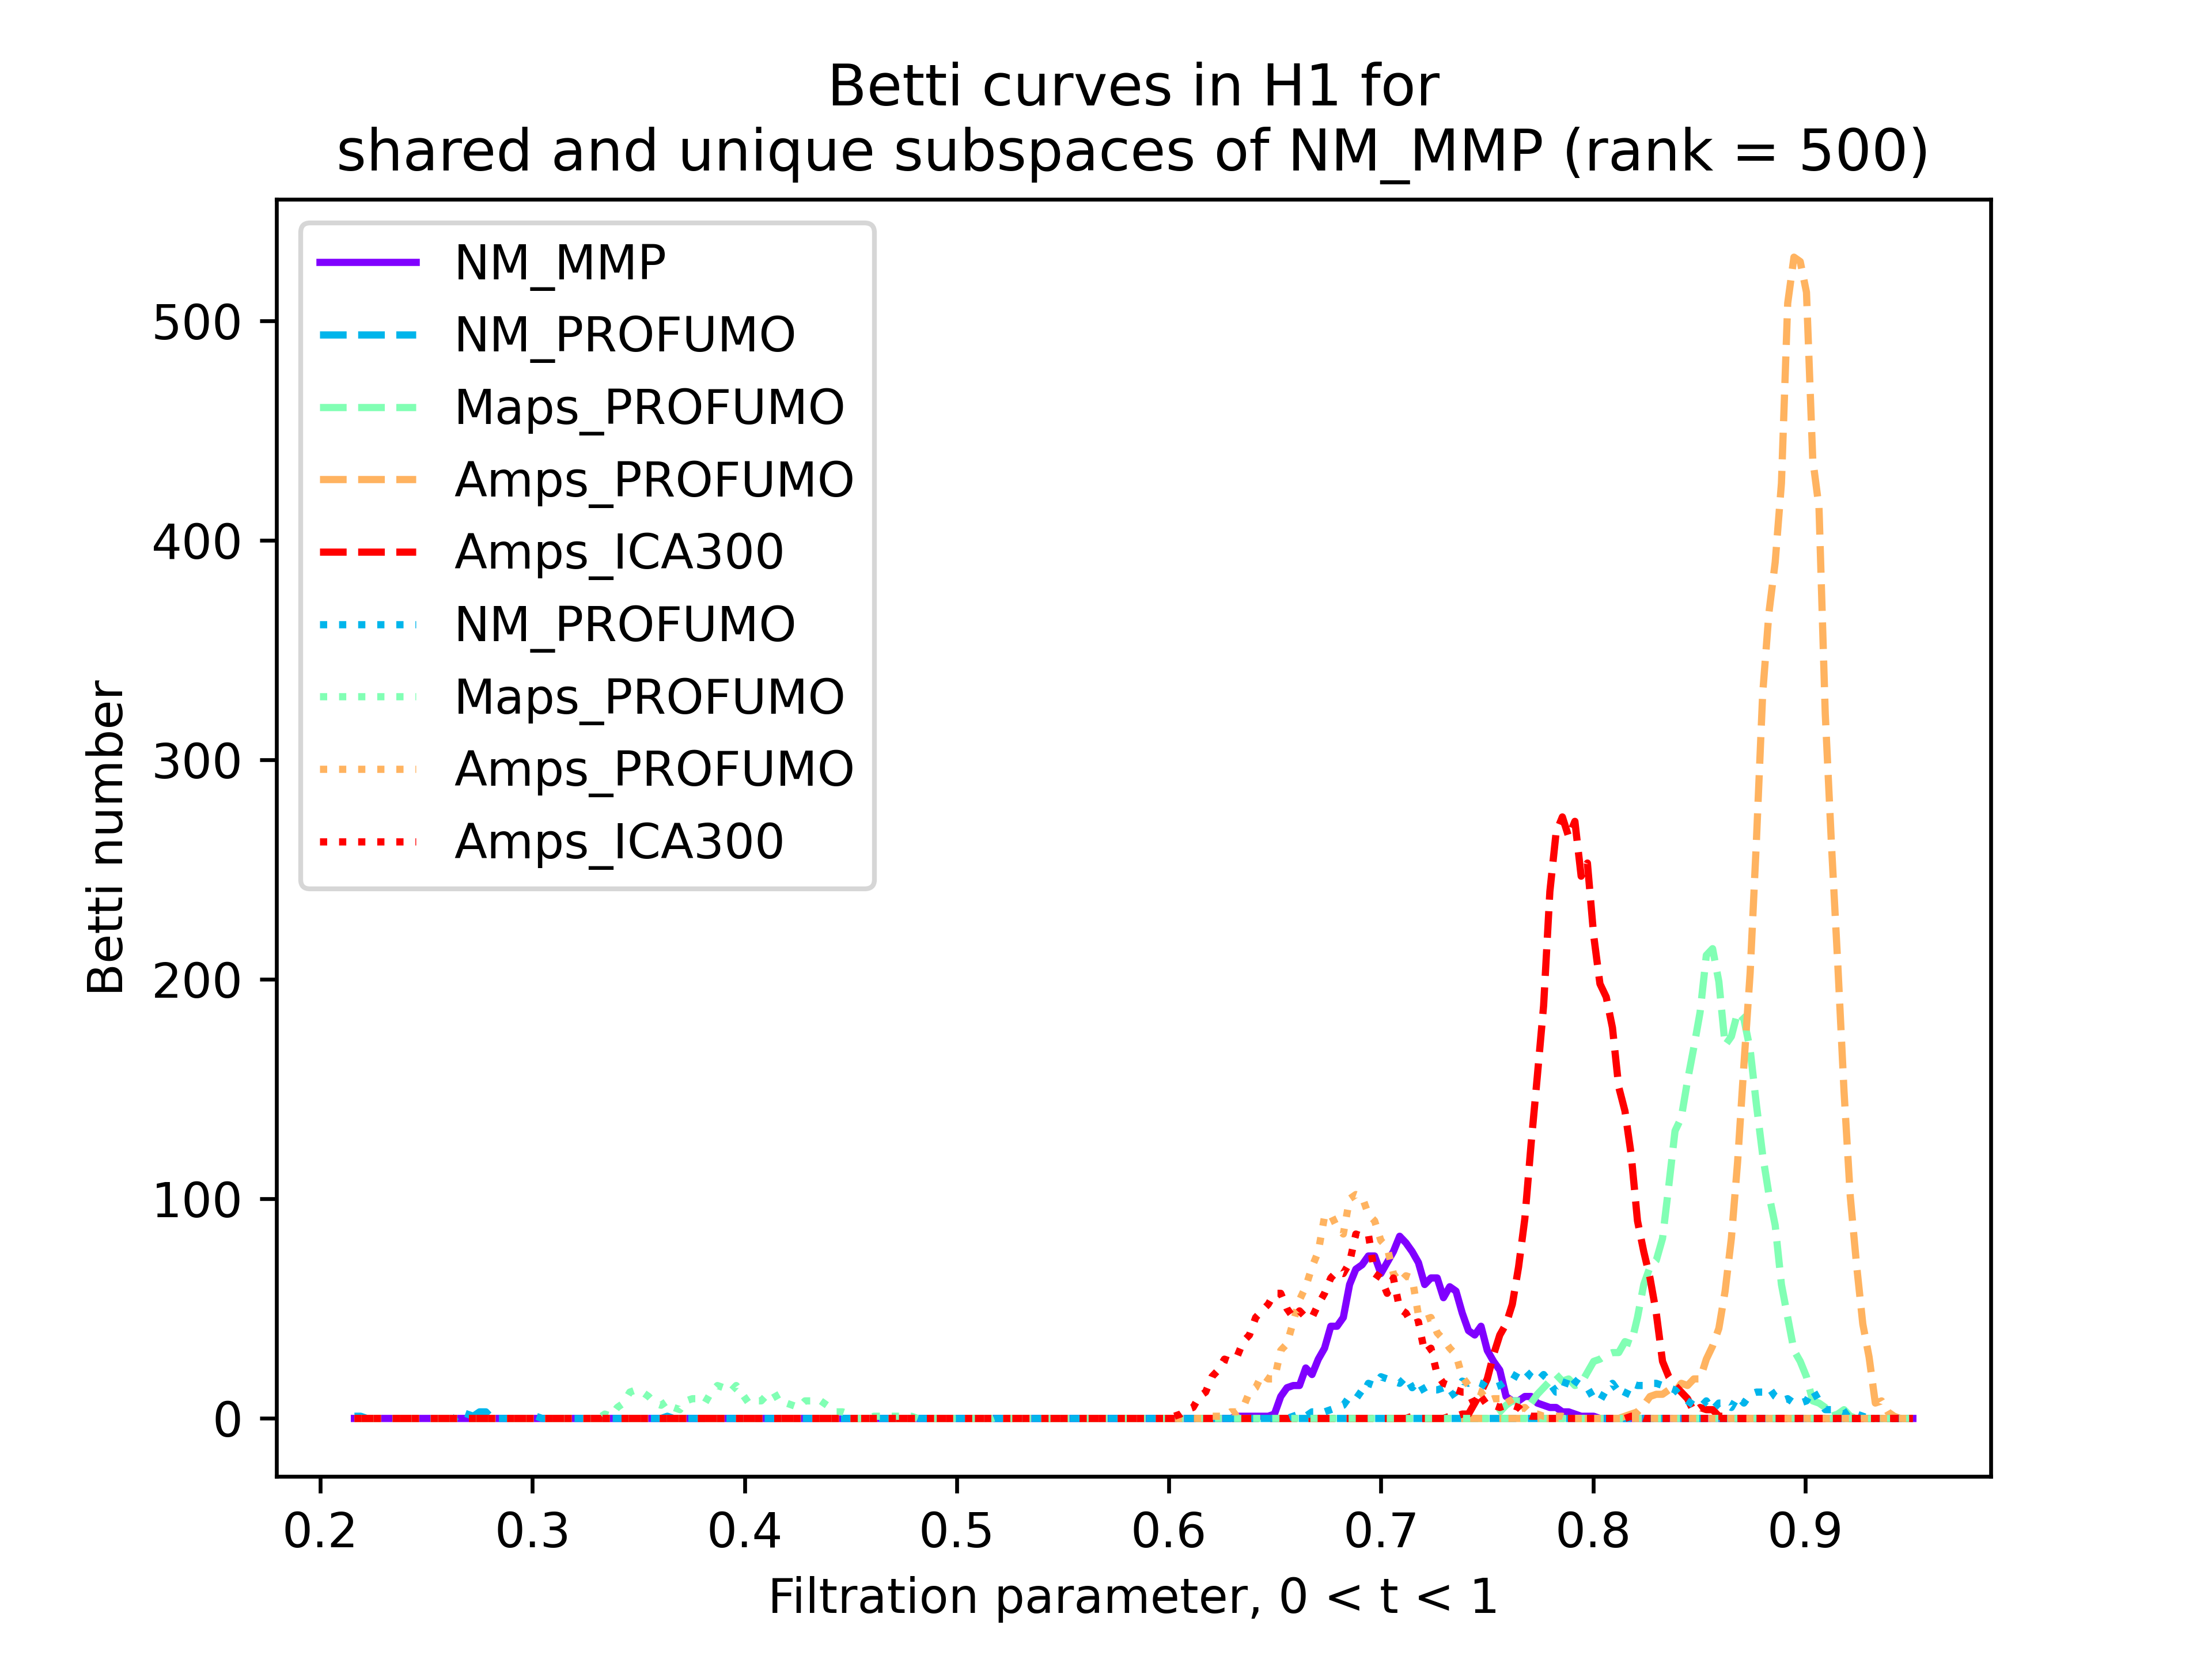 Betti curves in H1 for
shared and unique subspaces of NM_MMP (rank = 500)
NM_MMP
NM_PROFUMO
Maps_PROFUMO
Amps_PROFUMO
Amps_ICA300
NM_PROFUMO
Maps_PROFUMO
Amps_PROFUMO
Amps_ICA300
Betti number
500
400
300
200
100
0
0.2 0.3 0.4 0.5 0.6 0.7 0.8 0.9
Filtration parameter, 0 < t < 1